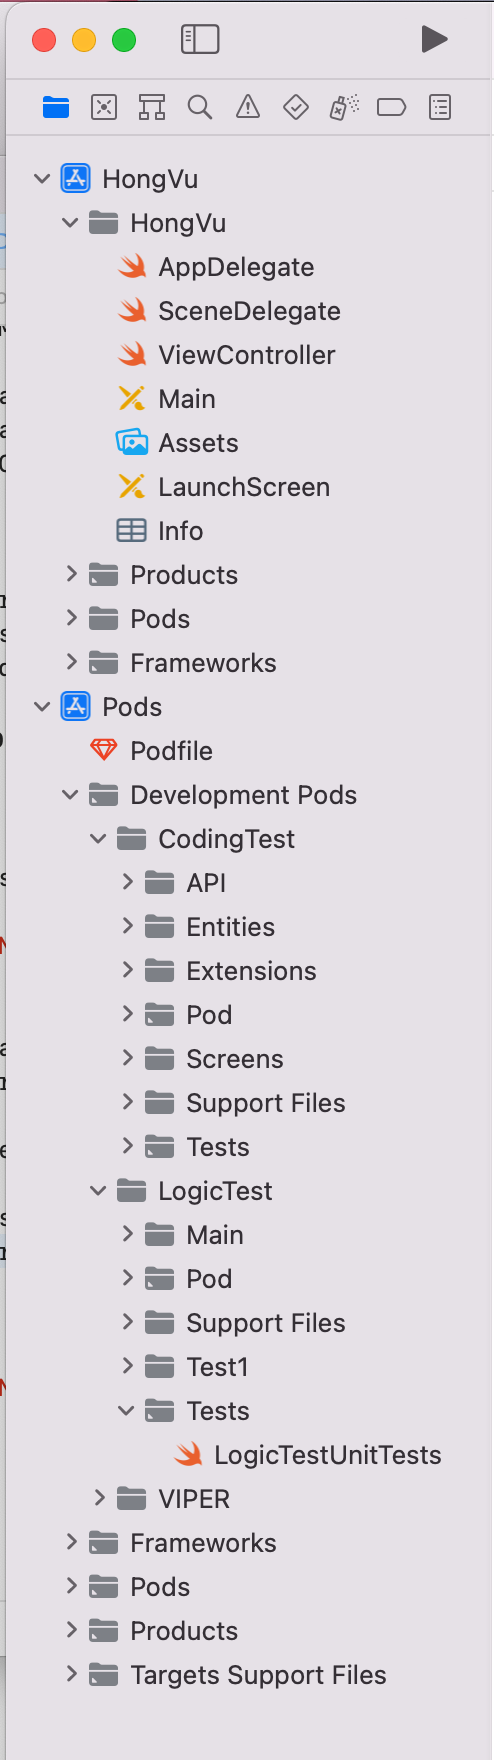 HongVu
HongVu
AppDelegate
SceneDelegate
ViewController
Main
Assets
LaunchScreen
Info
Products
Pods
Frameworks
Pods
Podfile
Development Pods
CodingTest
API
Entities
Extensions
Pod
Screens
Support Files
Tests
LogicTest
Main
Pod
Support Files
Test1
Tests
LogicTestUnitTests
VIPER
Frameworks
Pods
Products
Targets Support Files